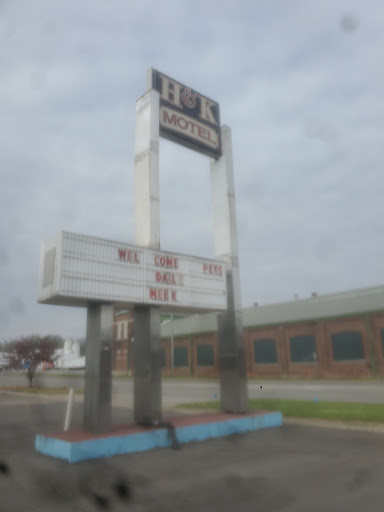 H & K
MOTEL
WEL COME PETS
DAIL
WEEK